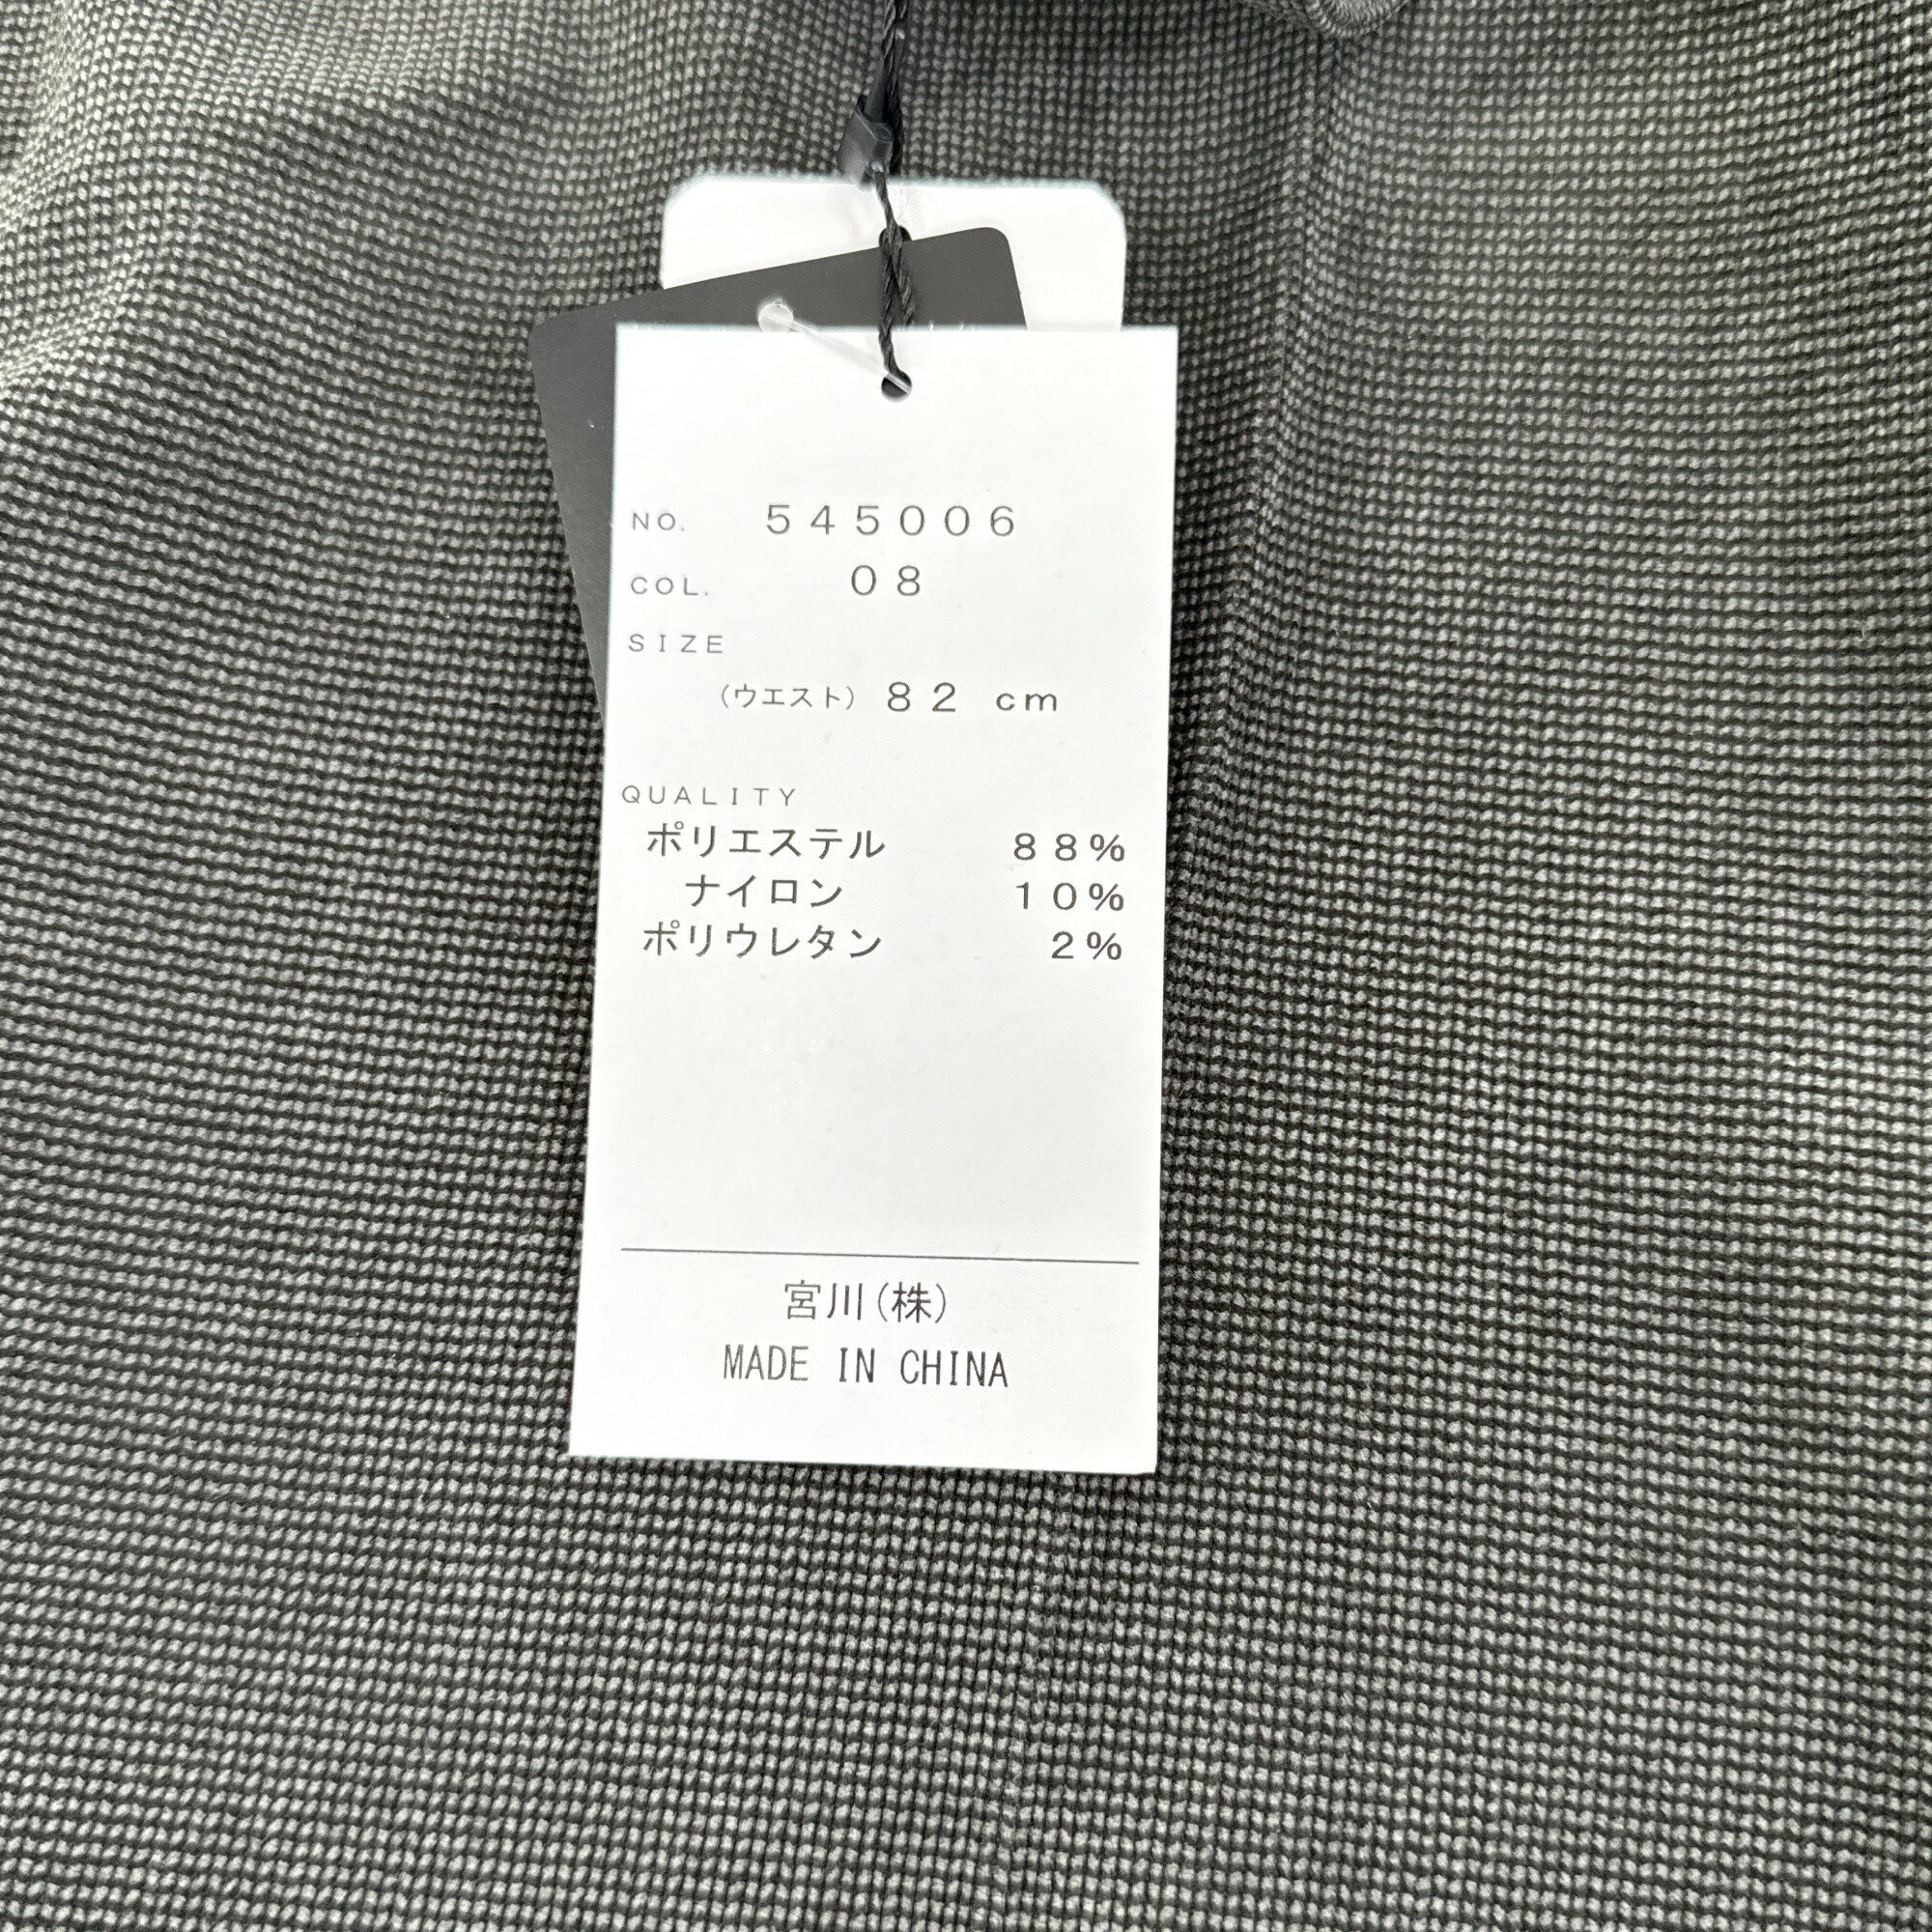 NO. 545006
COL. 08
SIZE
(ウエスト) 82 cm
QUALITY
ポリエステル 88%
ナイロン 10%
ポリウレタン 2%
宮川(株)
MADE IN CHINA